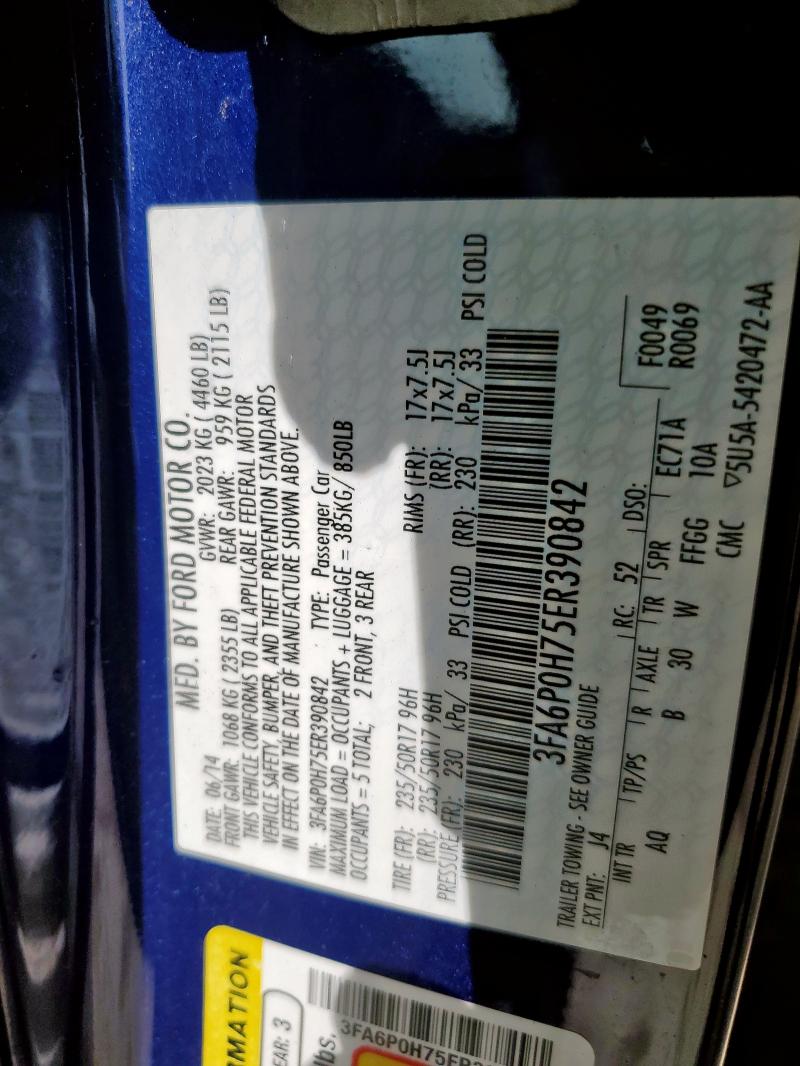 MFD. BY FORD MOTOR CO.
DATE: 06/14 GVWR: 2023 KG ( 4460 LB)
FRONT GAWR: 1068 KG ( 2355 LB) REAR GAWR: 959 KG ( 2115 LB)
THIS VEHICLE CONFORMS TO ALL APPLICABLE FEDERAL MOTOR
VEHICLE SAFETY, BUMPER, AND THEFT PREVENTION STANDARDS
IN EFFECT ON THE DATE OF MANUFACTURE SHOWN ABOVE.
VIN: 3FA6P0H75ER390842 TYPE: Passenger Car
MAXIMUM LOAD = OCCUPANTS + LUGGAGE = 385KG/ 850LB
OCCUPANTS = 5 TOTAL; 2 FRONT, 3 REAR
TIRE (FR): 235/50R17 96H RIMS (FR): 17x7.5J
(RR): 235/50R17 96H (RR): 17x7.5J
PRESSURE (FR): 230 kPa/ 33 PSI COLD (RR): 230 kPa/ 33 PSI COLD
3FA6P0H75ER390842
TRAILER TOWING - SEE OWNER GUIDE
EXT PNT: J4 RC: 52 DSO: F0049
R0069
INT TR TP/PS R AXLE TR SPR EC71A
AQ B 30 W FFGG 10A
CMC ▽5U5A-5420472-AA
RMATION
EAR: 3
lbs.
3FA6P0H75ER3